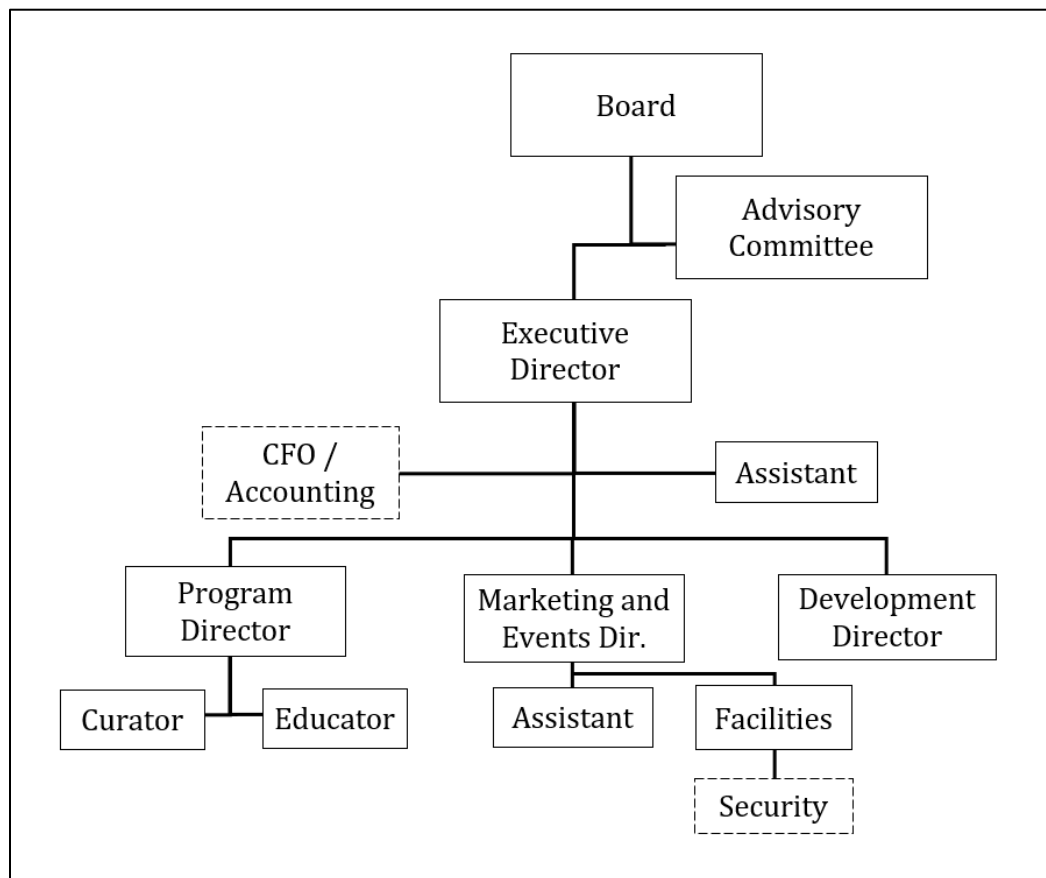 Board
Advisory
Committee
Executive
Director
CFO /
Accounting
Assistant
Program
Director
Marketing and
Events Dir.
Development
Director
Curator
Educator
Assistant
Facilities
Security